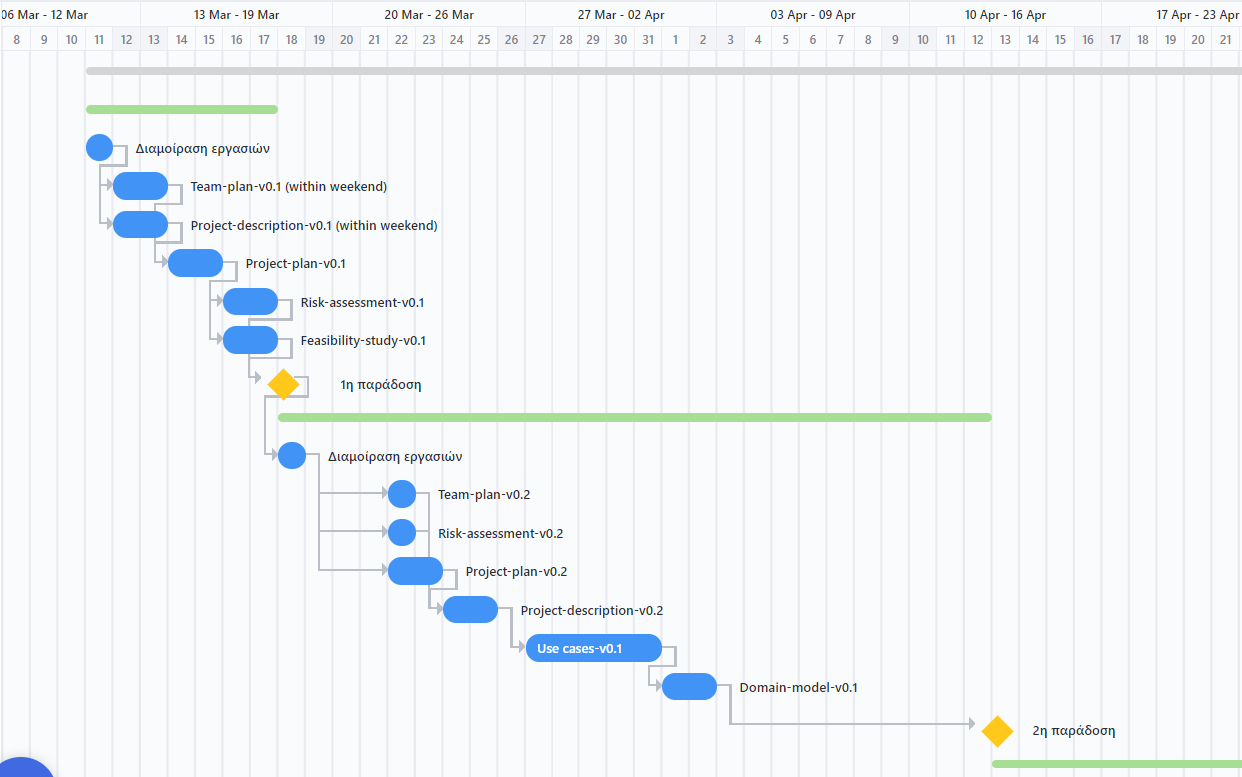 06 Mar - 12 Mar 13 Mar - 19 Mar 20 Mar - 26 Mar 27 Mar - 02 Apr 03 Apr - 09 Apr 10 Apr - 16 Apr 17 Apr - 23 Apr
8 9 10 11 12 13 14 15 16 17 18 19 20 21 22 23 24 25 26 27 28 29 30 31 1 2 3 4 5 6 7 8 9 10 11 12 13 14 15 16 17 18 19 20 21
Διαμοίραση εργασιών
Team-plan-v0.1 (within weekend)
Project-description-v0.1 (within weekend)
Project-plan-v0.1
Risk-assessment-v0.1
Feasibility-study-v0.1
1η παράδοση
Διαμοίραση εργασιών
Team-plan-v0.2
Risk-assessment-v0.2
Project-plan-v0.2
Project-description-v0.2
Use cases-v0.1
Domain-model-v0.1
2η παράδοση